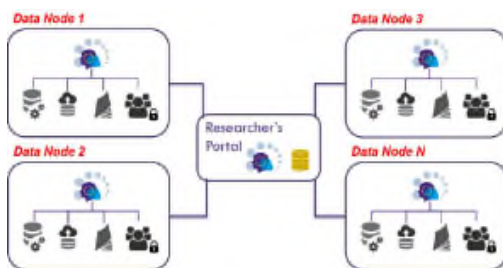 Data Node 1
Data Node 3
Researcher's
Portal
Data Node 2
Data Node N